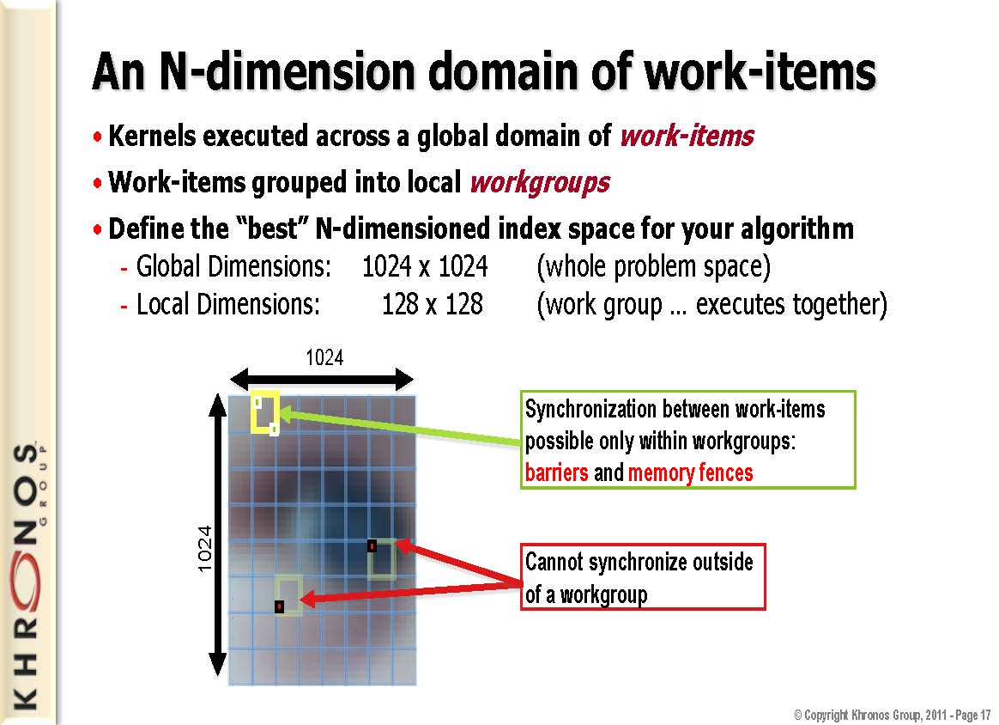 An N-dimension domain of work-items
• Kernels executed across a global domain of work-items
• Work-items grouped into local workgroups
• Define the “best” N-dimensioned index space for your algorithm
- Global Dimensions: 1024 x 1024 (whole problem space)
- Local Dimensions: 128 x 128 (work group ... executes together)
1024
1024
Synchronization between work-items
possible only within workgroups:
barriers and memory fences
Cannot synchronize outside
of a workgroup
KHRONOS
GROUP
© Copyright Khronos Group, 2011 - Page 17